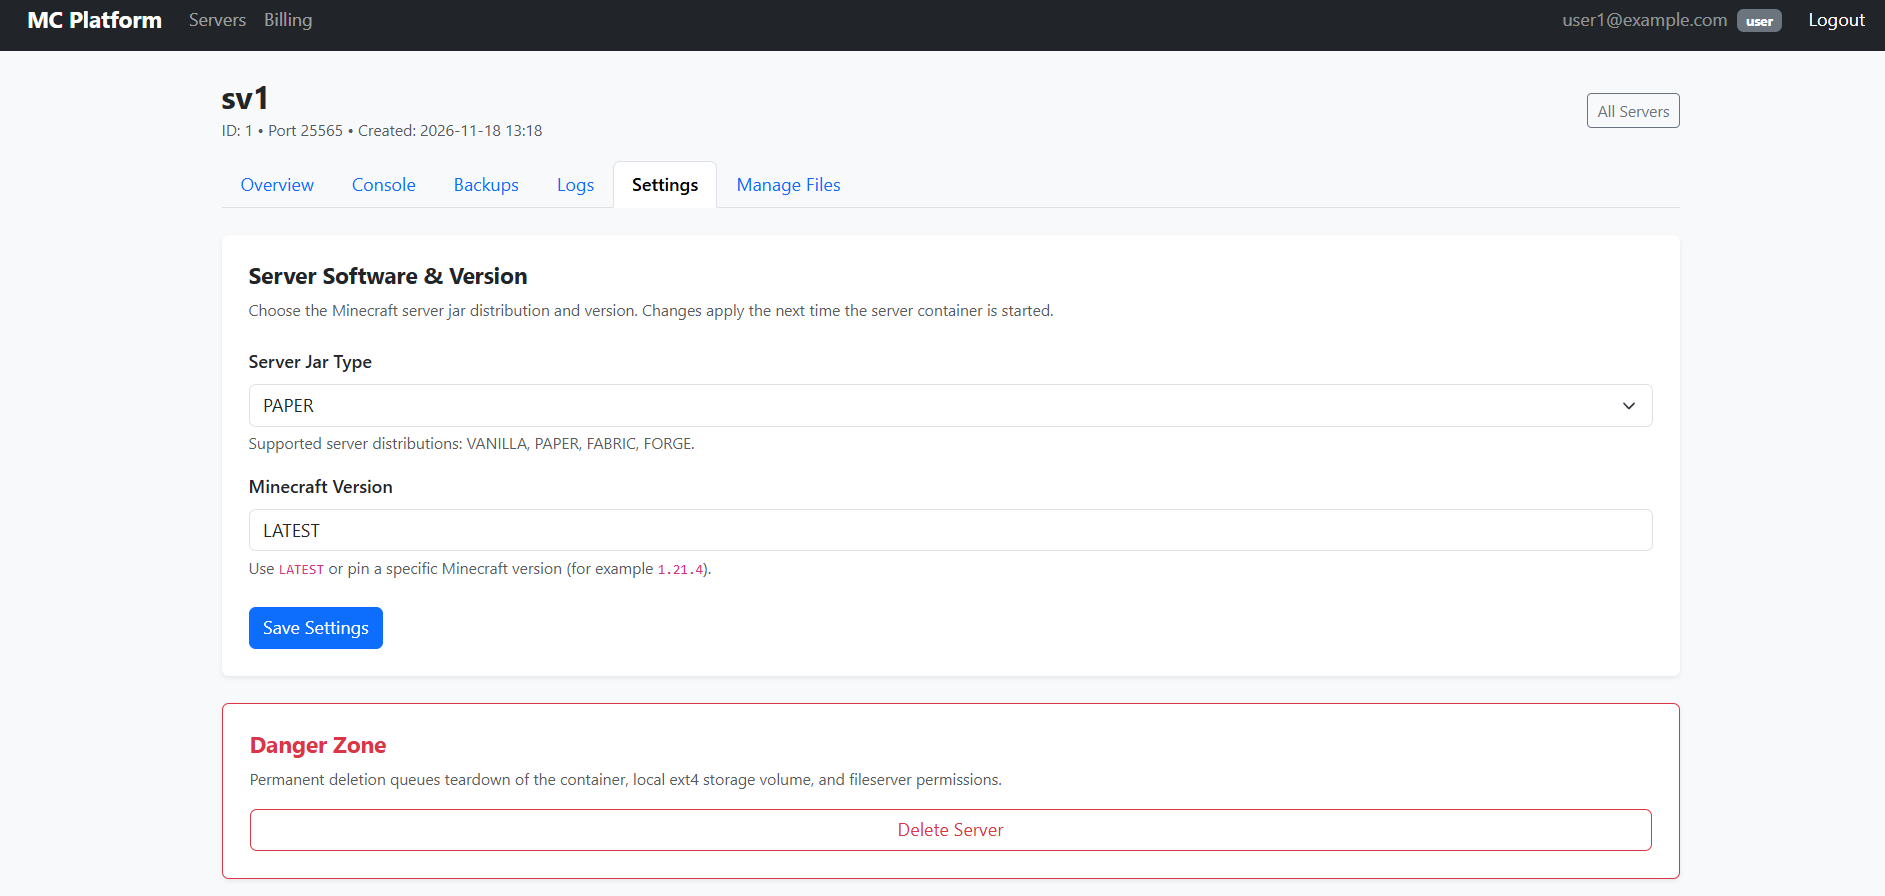 MC Platform Servers Billing user1@example.com user Logout
sv1
ID: 1 • Port 25565 • Created: 2026-11-18 13:18
All Servers
Overview Console Backups Logs Settings Manage Files
Server Software & Version
Choose the Minecraft server jar distribution and version. Changes apply the next time the server container is started.
Server Jar Type
PAPER
Supported server distributions: VANILLA, PAPER, FABRIC, FORGE.
Minecraft Version
LATEST
Use LATEST or pin a specific Minecraft version (for example 1.21.4).
Save Settings
Danger Zone
Permanent deletion queues teardown of the container, local ext4 storage volume, and fileserver permissions.
Delete Server